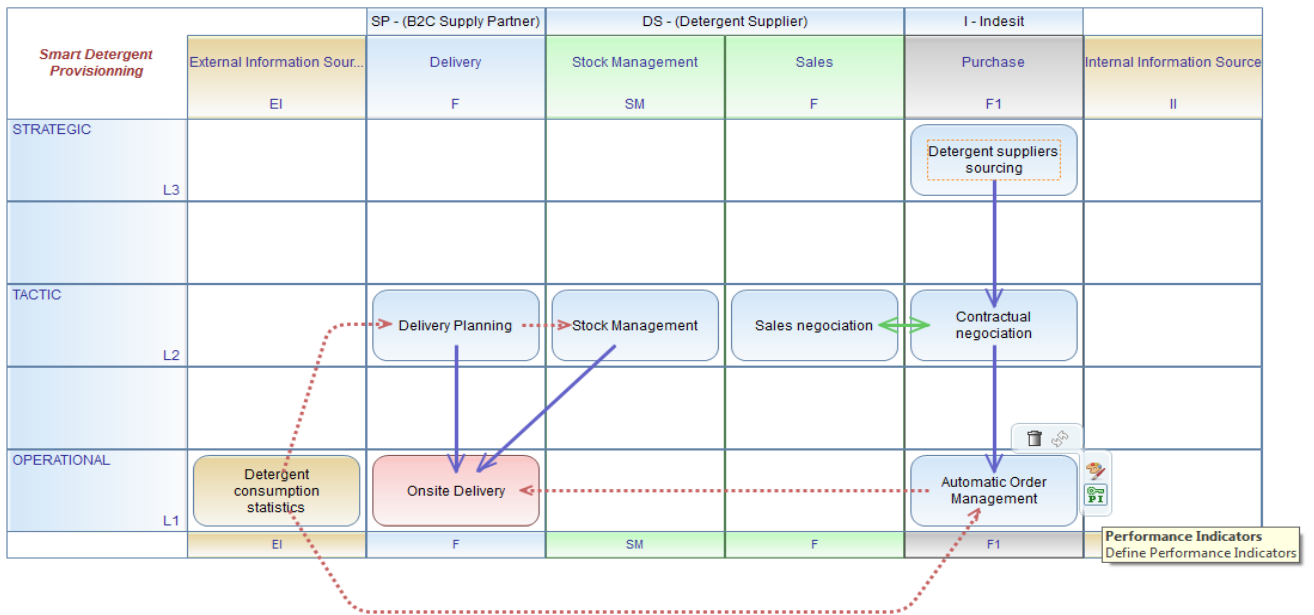 SP - (B2C Supply Partner)
DS - (Detergent Supplier)
I - Indesit
Smart Detergent
Provisionning
External Information Sour...
Delivery
Stock Management
Sales
Purchase
Internal Information Source
EI
F
SM
F
F1
II
STRATEGIC
L3
Detergent suppliers
sourcing
TACTIC
L2
Delivery Planning
Stock Management
Sales negociation
Contractual
negociation
OPERATIONAL
L1
Detergent
consumption
statistics
Onsite Delivery
Automatic Order
Management
PI
EI
F
SM
F
F1
Performance Indicators
Define Performance Indicators